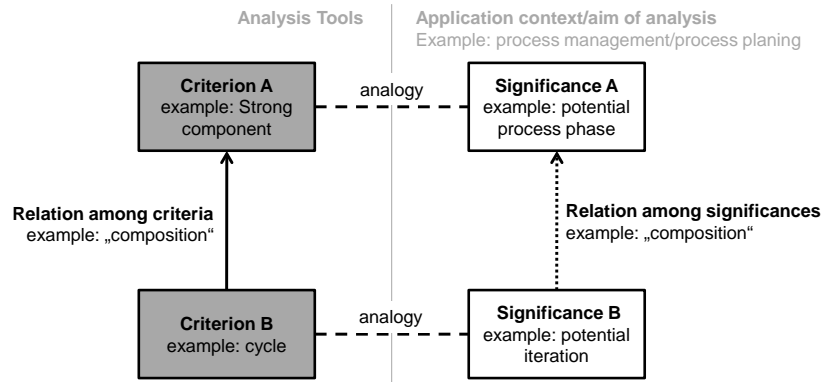 Analysis Tools
Application context/aim of analysis
Example: process management/process planing
Criterion A
example: Strong
component
analogy
Significance A
example: potential
process phase
Relation among criteria
example: „composition“
Relation among significances
example: „composition“
Criterion B
example: cycle
analogy
Significance B
example: potential
iteration